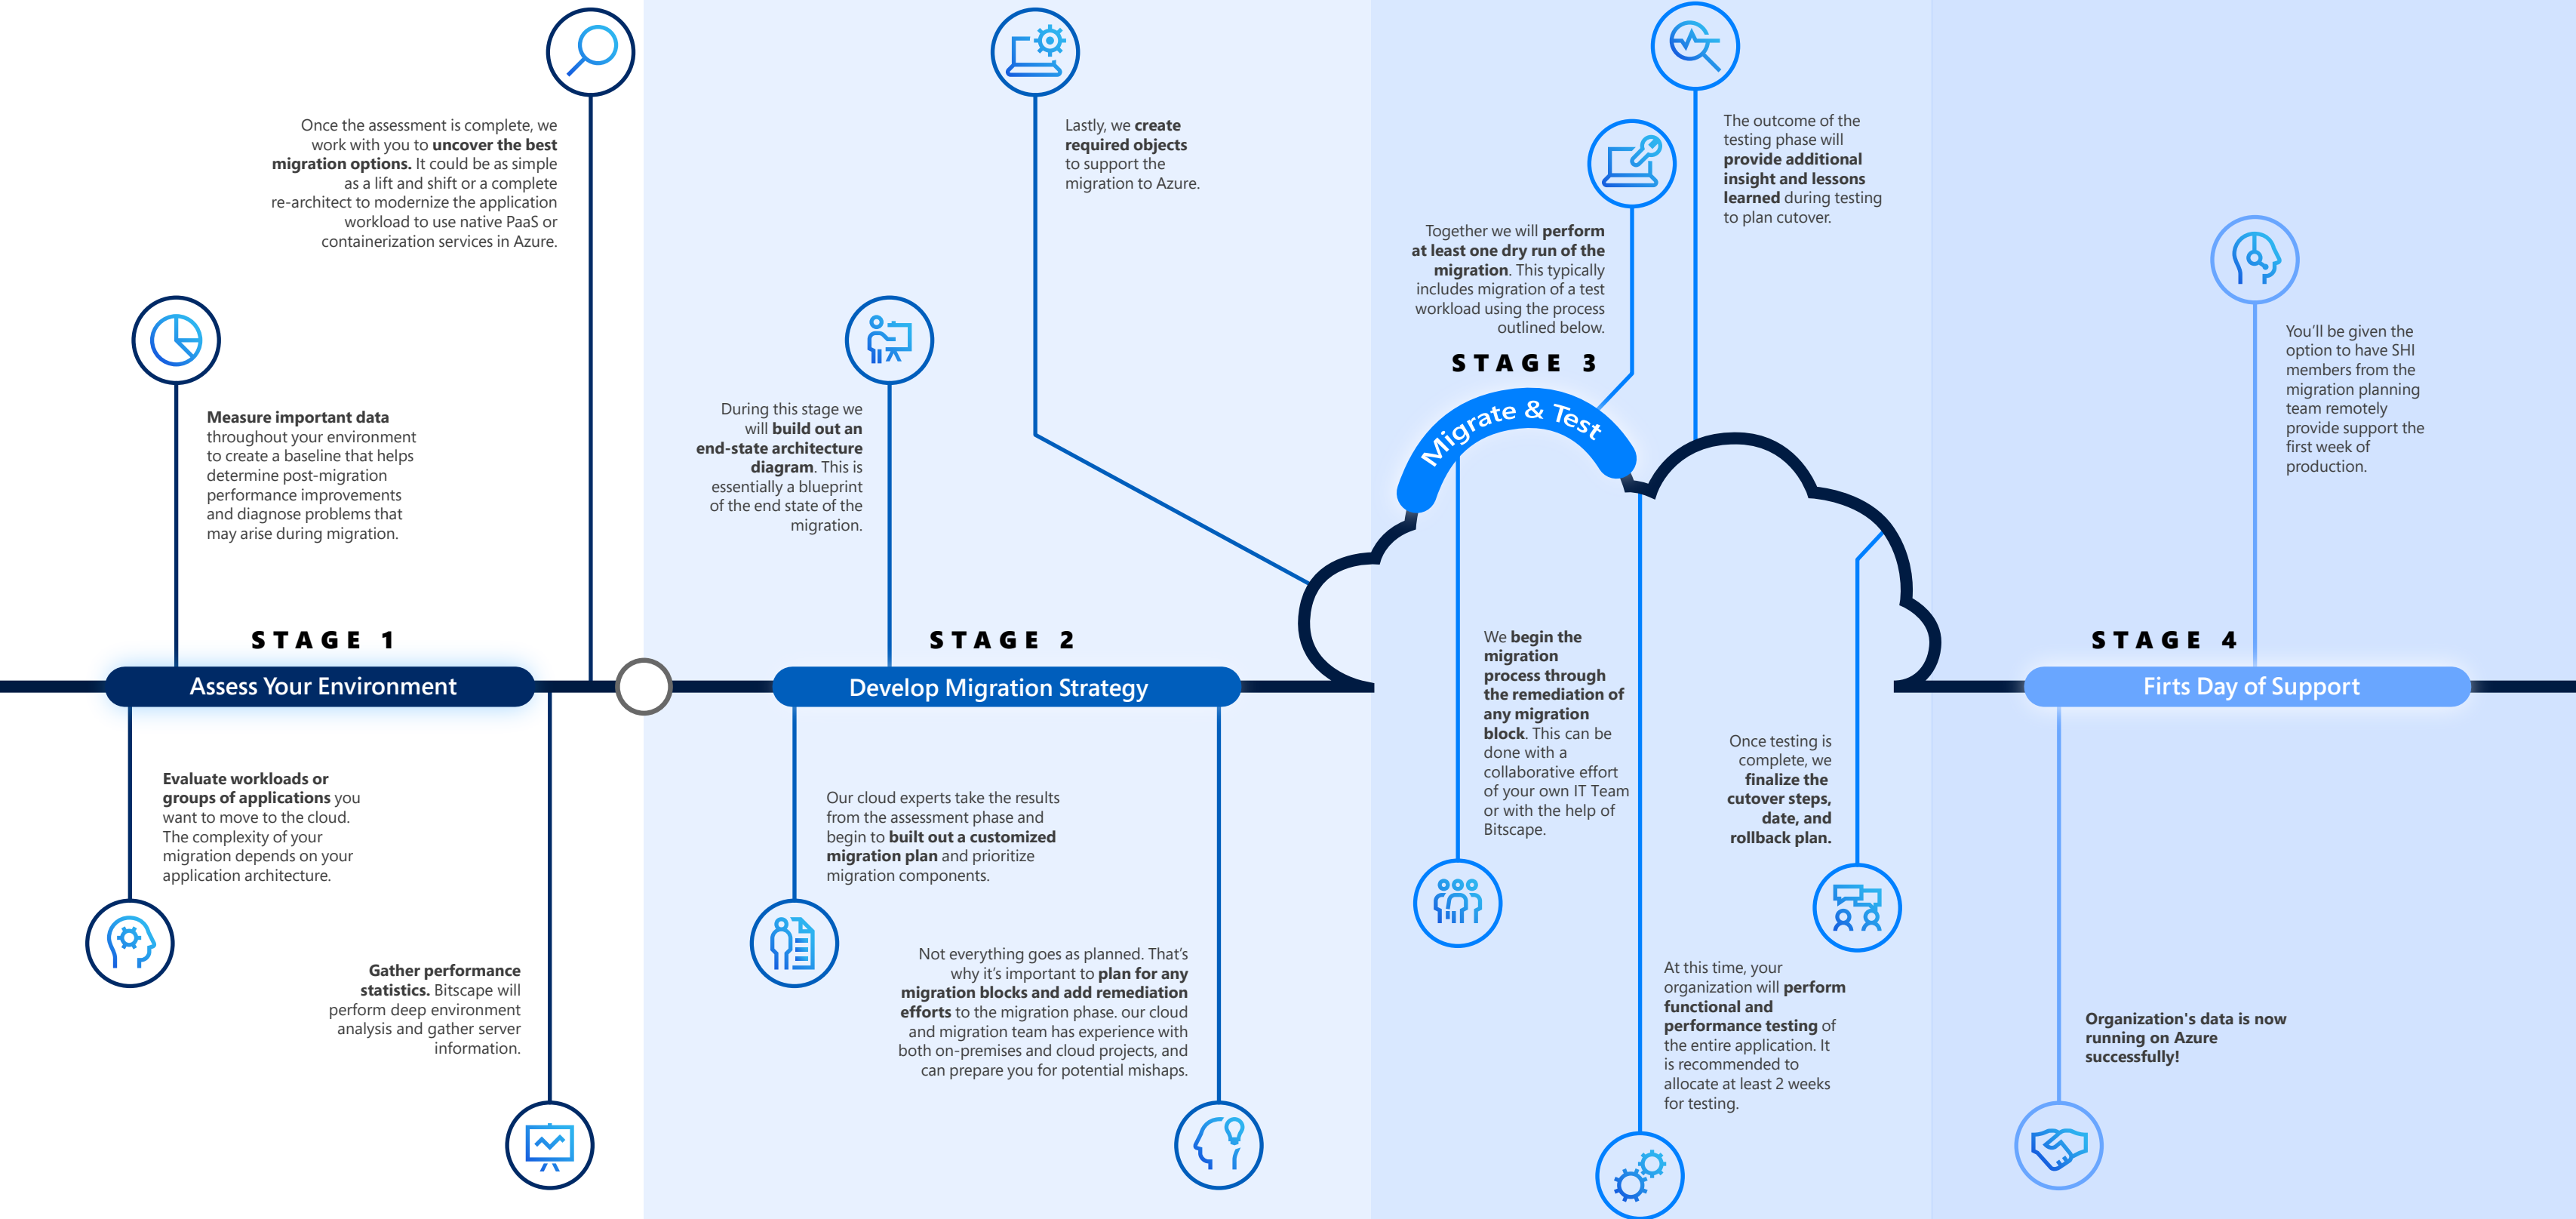 Once the assessment is complete, we
work with you to uncover the best
migration options. It could be as simple
as a lift and shift or a complete
re-architect to modernize the application
workload to use native PaaS or
containerization services in Azure.
Measure important data
throughout your environment
to create a baseline that helps
determine post-migration
performance improvements
and diagnose problems that
may arise during migration.
STAGE 1
Assess Your Environment
Evaluate workloads or
groups of applications you
want to move to the cloud.
The complexity of your
migration depends on your
application architecture.
Gather performance
statistics. Bitscape will
perform deep environment
analysis and gather server
information.
Lastly, we create
required objects
to support the
migration to Azure.
During this stage we
will build out an
end-state architecture
diagram. This is
essentially a blueprint
of the end state of the
migration.
STAGE 2
Develop Migration Strategy
Our cloud experts take the results
from the assessment phase and
begin to built out a customized
migration plan and prioritize
migration components.
Not everything goes as planned. That's
why it's important to plan for any
migration blocks and add remediation
efforts to the migration phase. our cloud
and migration team has experience with
both on-premises and cloud projects, and
can prepare you for potential mishaps.
The outcome of the
testing phase will
provide additional
insight and lessons
learned during testing
to plan cutover.
Together we will perform
at least one dry run of the
migration. This typically
includes migration of a test
workload using the process
outlined below.
STAGE 3
Migrate & Test
We begin the
migration
process through
the remediation of
any migration
block. This can be
done with a
collaborative effort
of your own IT Team
or with the help of
Bitscape.
Once testing is
complete, we
finalize the
cutover steps,
date, and
rollback plan.
At this time, your
organization will perform
functional and
performance testing of
the entire application. It
is recommended to
allocate at least 2 weeks
for testing.
You'll be given the
option to have SHI
members from the
migration planning
team remotely
provide support the
first week of
production.
STAGE 4
Firts Day of Support
Organization's data is now
running on Azure
successfully!